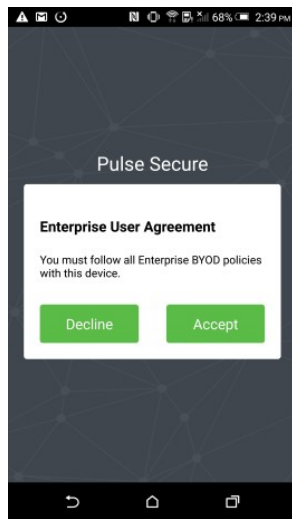 68% 2:39 PM
Pulse Secure
Enterprise User Agreement
You must follow all Enterprise BYOD policies
with this device.
Decline Accept